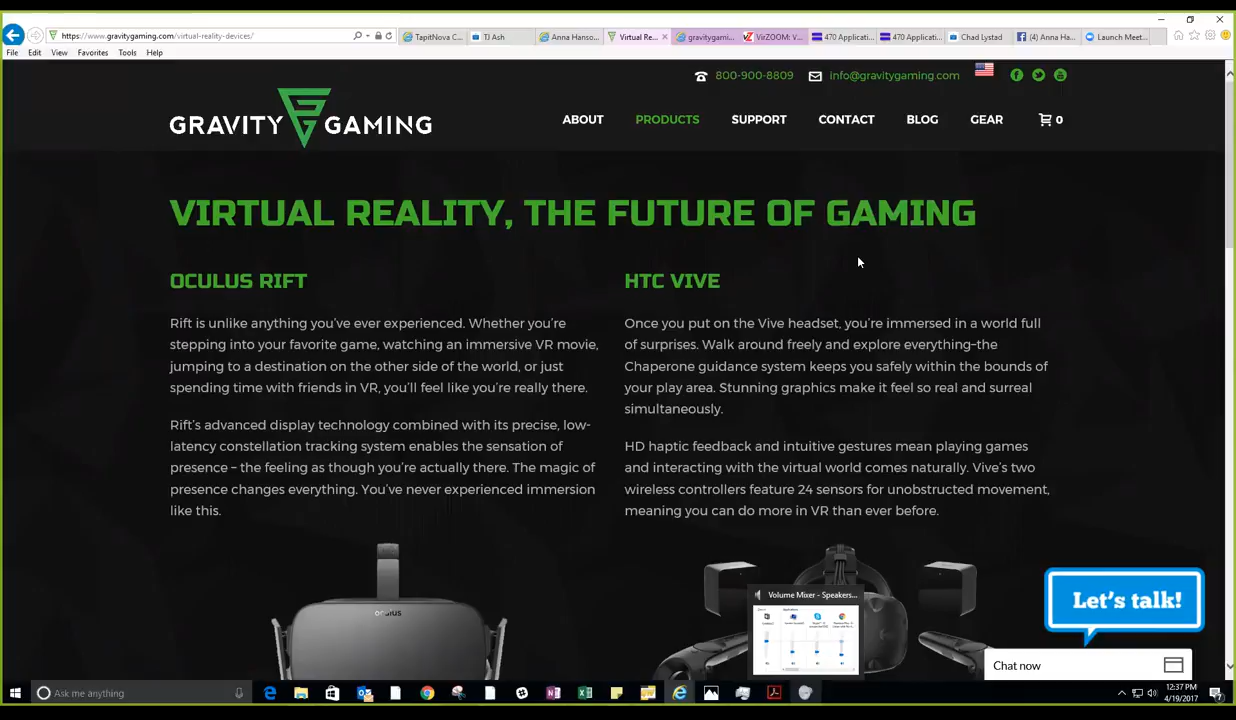 https://www.gravitygaming.com/virtual-reality-devices/
TapitNova C...
TJ Ash
Anna Hanso...
Virtual Re...
gravitygami...
VirZOOM: V...
470 Applicati...
470 Applicati...
Chad Lystad
(4) Anna Ha...
Launch Meet...
File Edit View Favorites Tools Help
800-900-8809 info@gravitygaming.com
GRAVITY GAMING
ABOUT PRODUCTS SUPPORT CONTACT BLOG GEAR 0
VIRTUAL REALITY, THE FUTURE OF GAMING
OCULUS RIFT
Rift is unlike anything you've ever experienced. Whether you're
stepping into your favorite game, watching an immersive VR movie,
jumping to a destination on the other side of the world, or just
spending time with friends in VR, you'll feel like you're really there.
Rift's advanced display technology combined with its precise, low-
latency constellation tracking system enables the sensation of
presence – the feeling as though you're actually there. The magic of
presence changes everything. You've never experienced immersion
like this.
HTC VIVE
Once you put on the Vive headset, you're immersed in a world full
of surprises. Walk around freely and explore everything–the
Chaperone guidance system keeps you safely within the bounds of
your play area. Stunning graphics make it feel so real and surreal
simultaneously.
HD haptic feedback and intuitive gestures mean playing games
and interacting with the virtual world comes naturally. Vive's two
wireless controllers feature 24 sensors for unobstructed movement,
meaning you can do more in VR than ever before.
oculus
Volume Mixer - Speakers...
Let's talk!
Chat now
Ask me anything
12:37 PM
4/19/2017